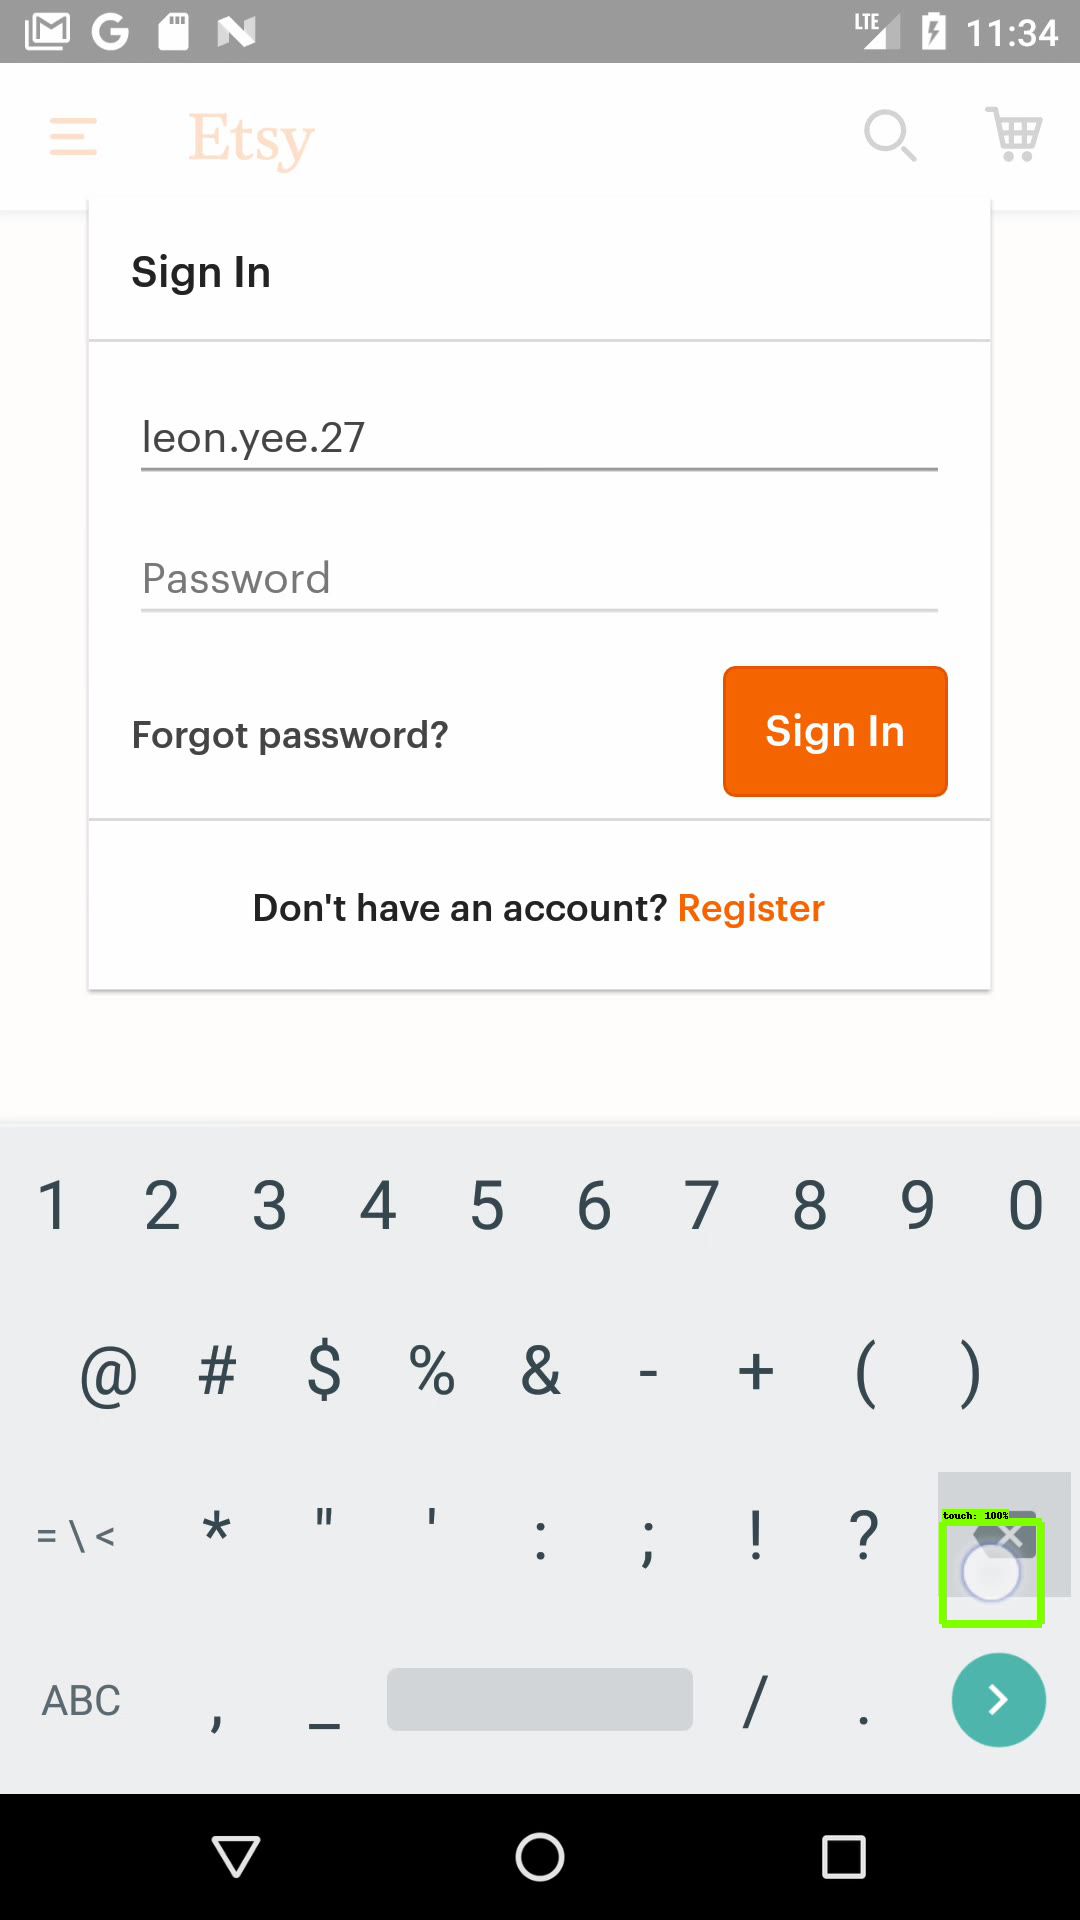 LTE 11:34
Etsy
Sign In
leon.yee.27
Password
Forgot password?
Sign In
Don't have an account? Register
1 2 3 4 5 6 7 8 9 0
@ # $ % & - + ( )
= \ < * " ' : ; ! ?
touch: 100%
ABC , _ / .